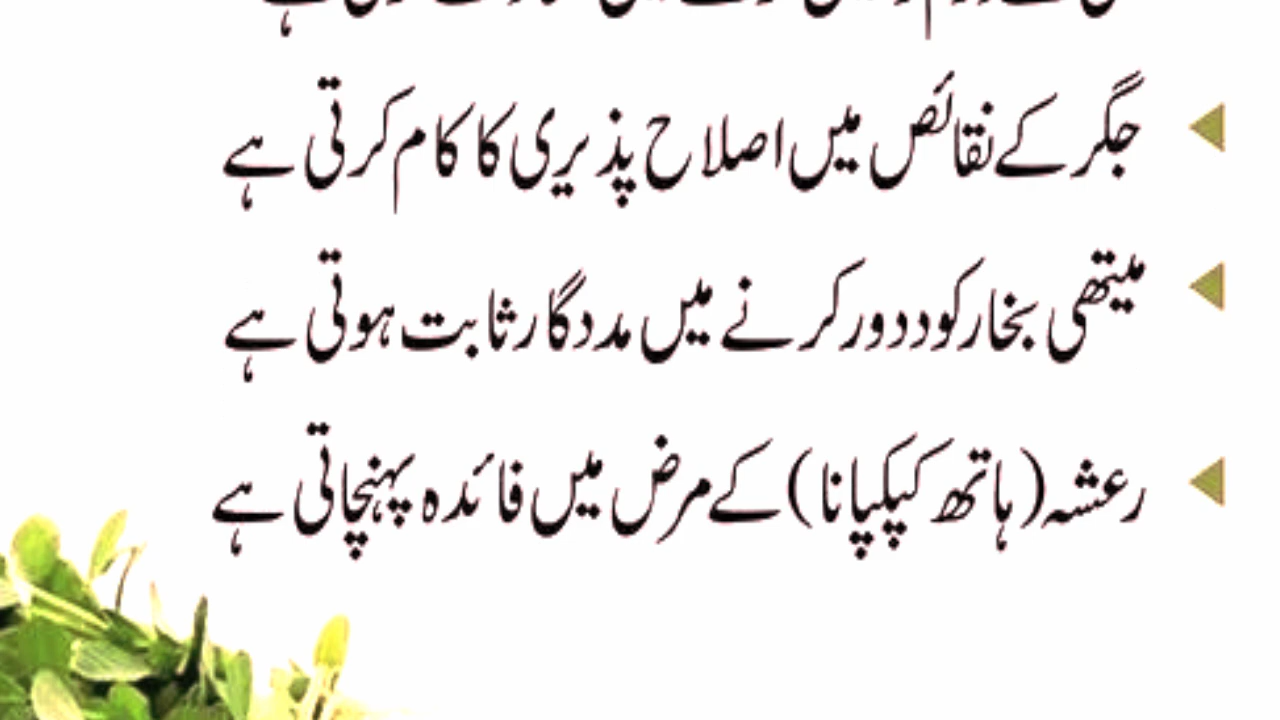 جگر کے نقائص میں اصلاح پذیری کا کام کرتی ہے
میتھی بخار کو ددور کرنے میں مددگار ثابت ہوتی ہے
رعشہ (ہاتھ کپکپانا) کے مرض میں فائدہ پہنچاتی ہے